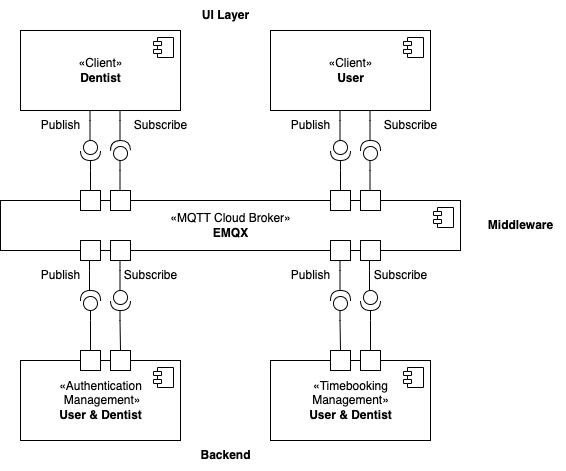 UI Layer
«Client»
Dentist
«Client»
User
Publish
Subscribe
Publish
Subscribe
«MQTT Cloud Broker»
EMQX
Middleware
Publish
Subscribe
Publish
Subscribe
«Authentication
Management»
User & Dentist
«Timebooking
Management»
User & Dentist
Backend